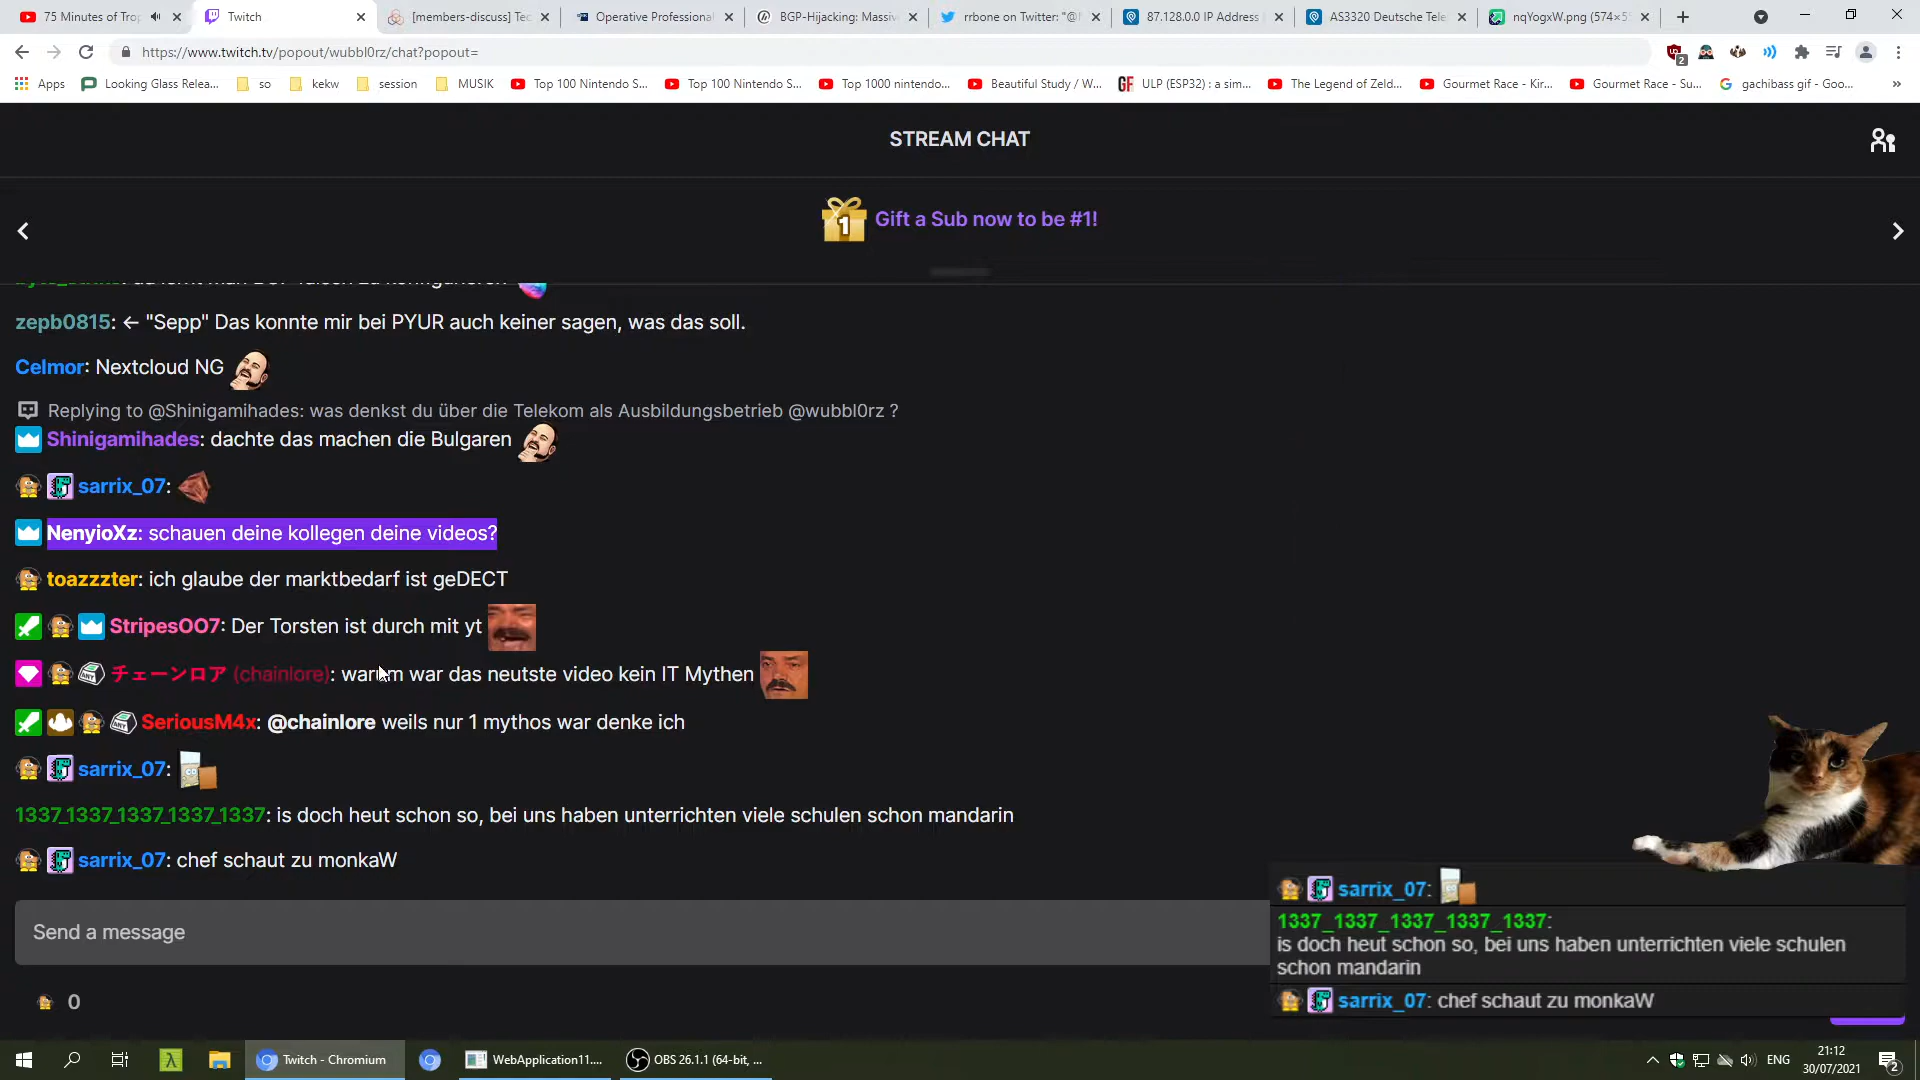 75 Minutes of Trop
Twitch
[members-discuss] Tec
Operative Professional
BGP-Hijacking: Massiv
rrbone on Twitter: "@
87.128.0.0 IP Address
AS3320 Deutsche Tele
nqYogxW.png (574×5
https://www.twitch.tv/popout/wubbl0rz/chat?popout=
2
Apps
Looking Glass Relea...
so
kekw
session
MUSIK
Top 100 Nintendo S...
Top 100 Nintendo S...
Top 1000 nintendo...
Beautiful Study / W...
ULP (ESP32) : a sim...
The Legend of Zeld...
Gourmet Race - Kir...
Gourmet Race - Su...
gachibass gif - Goo...
STREAM CHAT
1
Gift a Sub now to be #1!
zepb0815: ← "Sepp" Das konnte mir bei PYUR auch keiner sagen, was das soll.
Celmor: Nextcloud NG
Replying to @Shinigamihades: was denkst du über die Telekom als Ausbildungsbetrieb @wubbl0rz ?
Shinigamihades: dachte das machen die Bulgaren
sarrix_07:
NenyioXz: schauen deine kollegen deine videos?
toazzzter: ich glaube der marktbedarf ist geDECT
StripesOO7: Der Torsten ist durch mit yt
チェーンロア (chainlore): warum war das neutste video kein IT Mythen
SeriousM4x: @chainlore weils nur 1 mythos war denke ich
sarrix_07:
1337_1337_1337_1337_1337: is doch heut schon so, bei uns haben unterrichten viele schulen schon mandarin
sarrix_07: chef schaut zu monkaW
Send a message
0
sarrix_07:
1337_1337_1337_1337_1337:
is doch heut schon so, bei uns haben unterrichten viele schulen
schon mandarin
sarrix_07: chef schaut zu monkaW
Twitch - Chromium
WebApplication11....
OBS 26.1.1 (64-bit, ...
ENG
21:12
30/07/2021
2